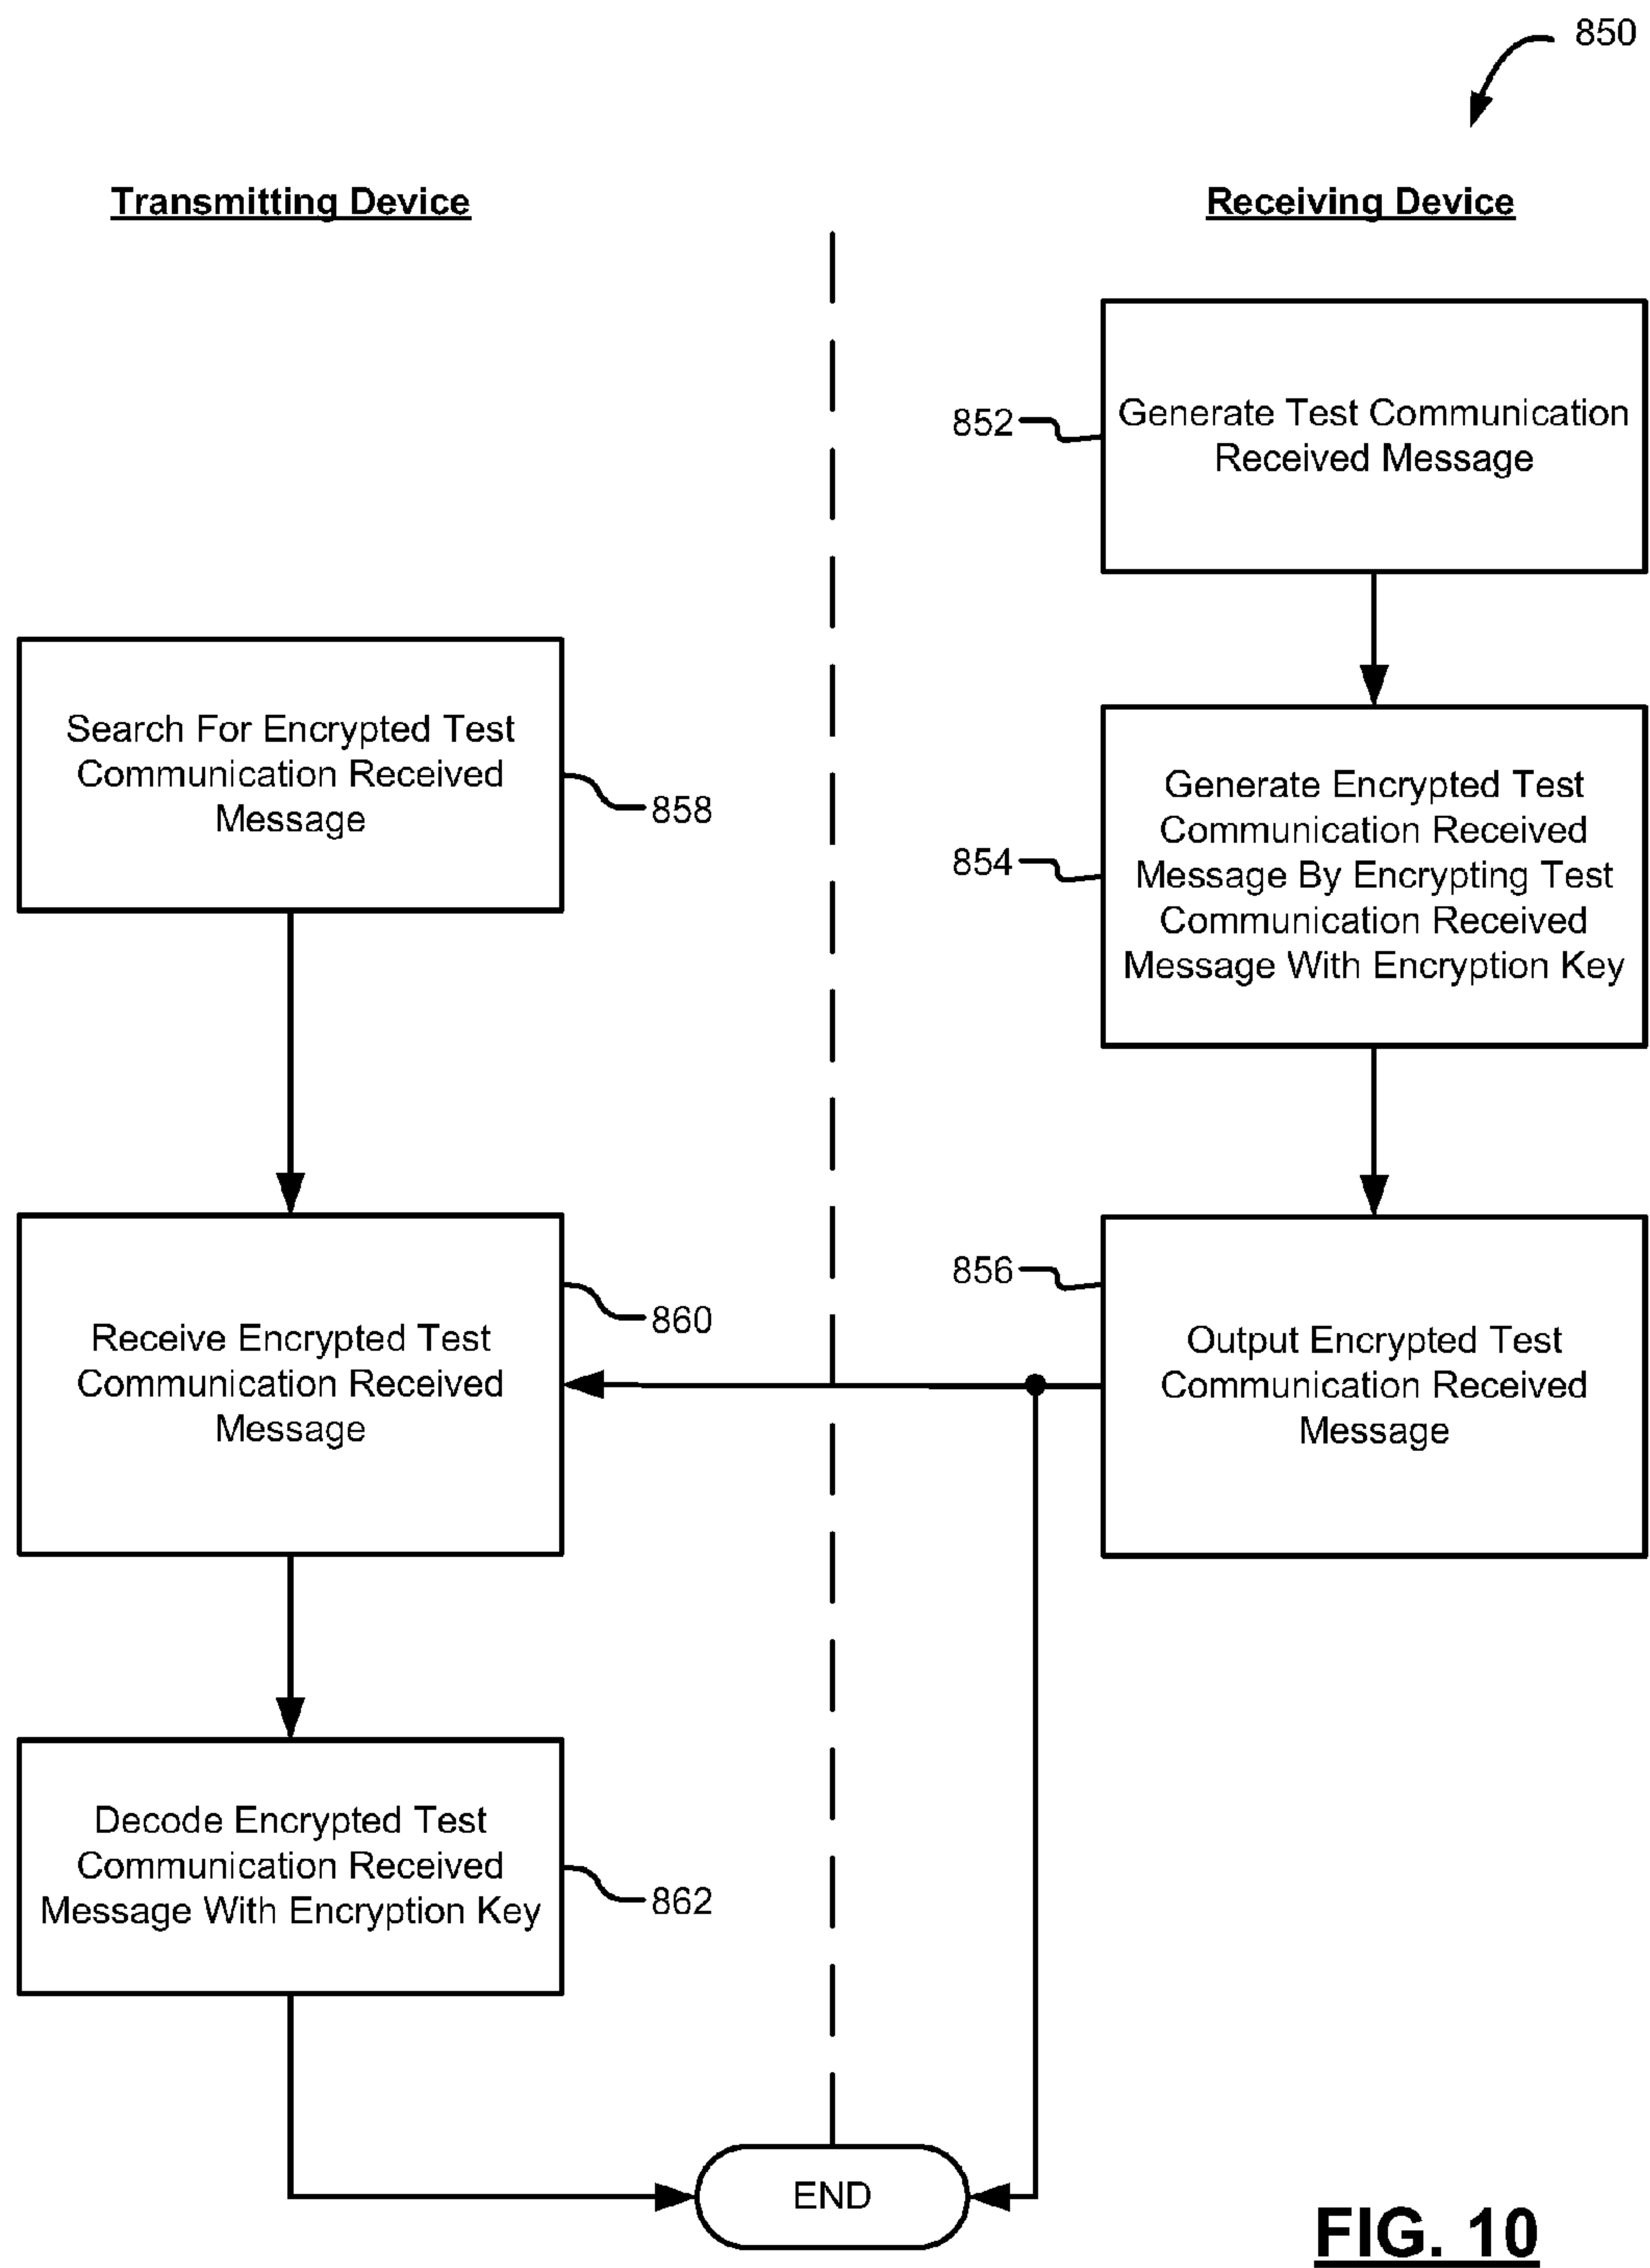 850
Transmitting Device
Receiving Device
852
Generate Test Communication
Received Message
Search For Encrypted Test
Communication Received
Message
858
854
Generate Encrypted Test
Communication Received
Message By Encrypting Test
Communication Received
Message With Encryption Key
860
Receive Encrypted Test
Communication Received
Message
856
Output Encrypted Test
Communication Received
Message
Decode Encrypted Test
Communication Received
Message With Encryption Key
862
END
FIG. 10